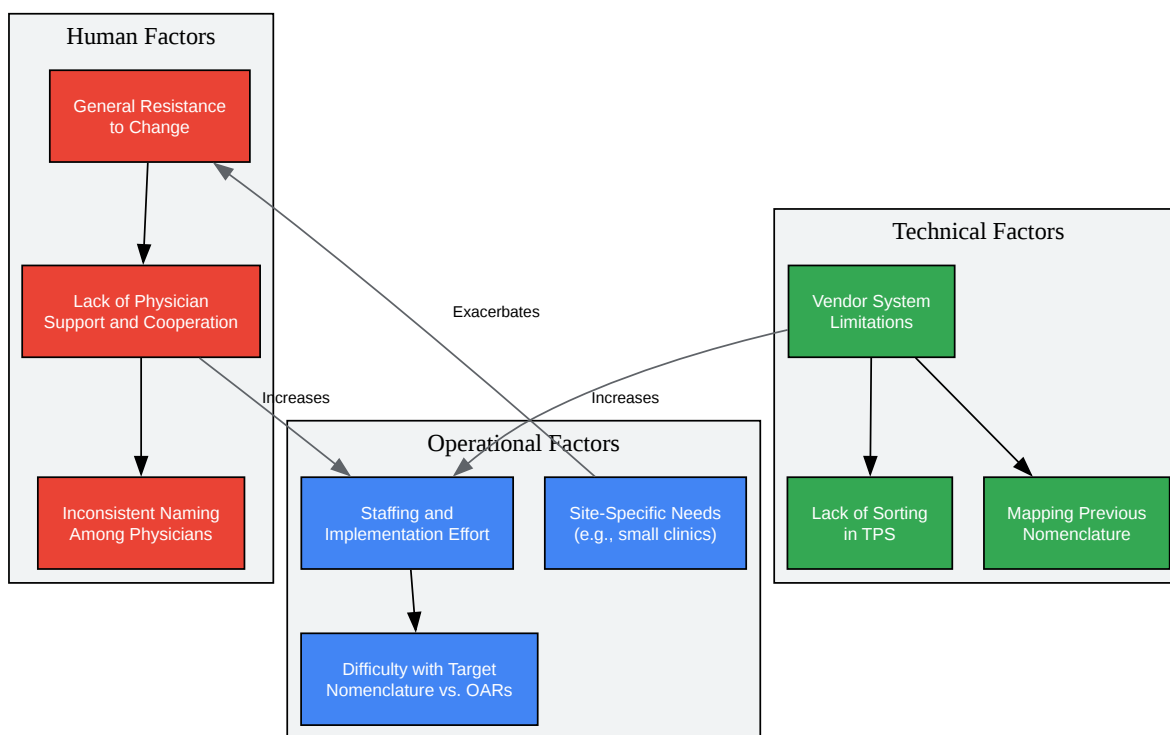 Human Factors
General Resistance
to Change
Lack of Physician
Support and Cooperation
Inconsistent Naming
Among Physicians
Exacerbates
Increases
Increases
Operational Factors
Staffing and
Implementation Effort
Site-Specific Needs
(e.g., small clinics)
Difficulty with Target
Nomenclature vs. OARs
Technical Factors
Vendor System
Limitations
Lack of Sorting
in TPS
Mapping Previous
Nomenclature